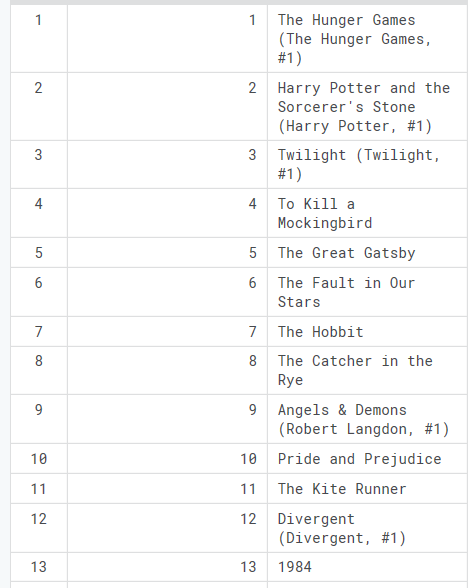 1 1 The Hunger Games
(The Hunger Games,
#1)
2 2 Harry Potter and the
Sorcerer's Stone
(Harry Potter, #1)
3 3 Twilight (Twilight,
#1)
4 4 To Kill a
Mockingbird
5 5 The Great Gatsby
6 6 The Fault in Our
Stars
7 7 The Hobbit
8 8 The Catcher in the
Rye
9 9 Angels & Demons
(Robert Langdon, #1)
10 10 Pride and Prejudice
11 11 The Kite Runner
12 12 Divergent
(Divergent, #1)
13 13 1984